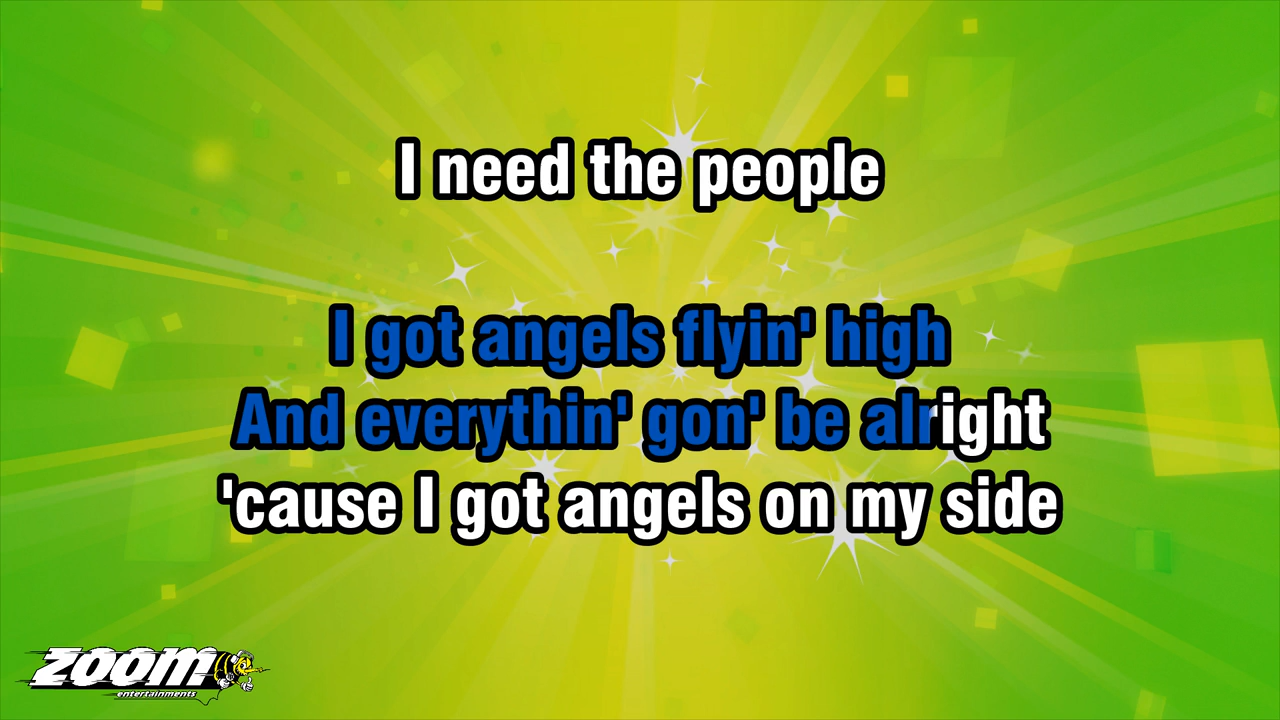 I need the people
I got angels flyin' high
And everythin' gon' be alright
'cause I got angels on my side
ZOOM
entertainments